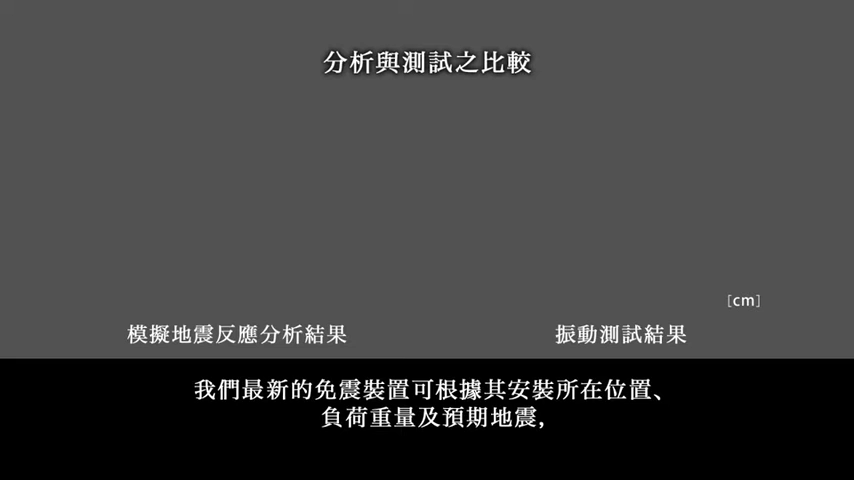 分析與測試之比較
[cm]
模擬地震反應分析結果
振動測試結果
我們最新的免震裝置可根據其安裝所在位置、
負荷重量及預期地震,